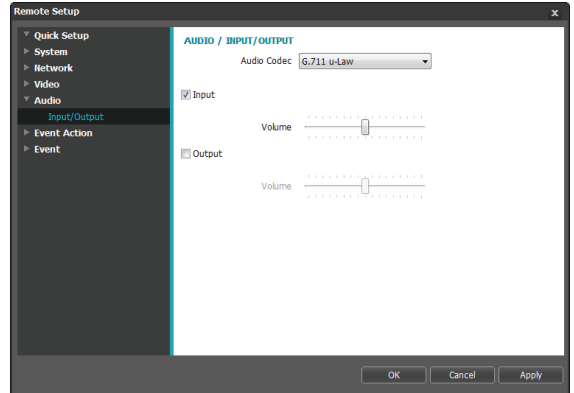 Remote Setup
x
Quick Setup
System
Network
Video
Audio
Input/Output
Event Action
Event
AUDIO / INPUT/OUTPUT
Audio Codec G.711 u-Law
Input
Volume
Output
Volume
OK Cancel Apply